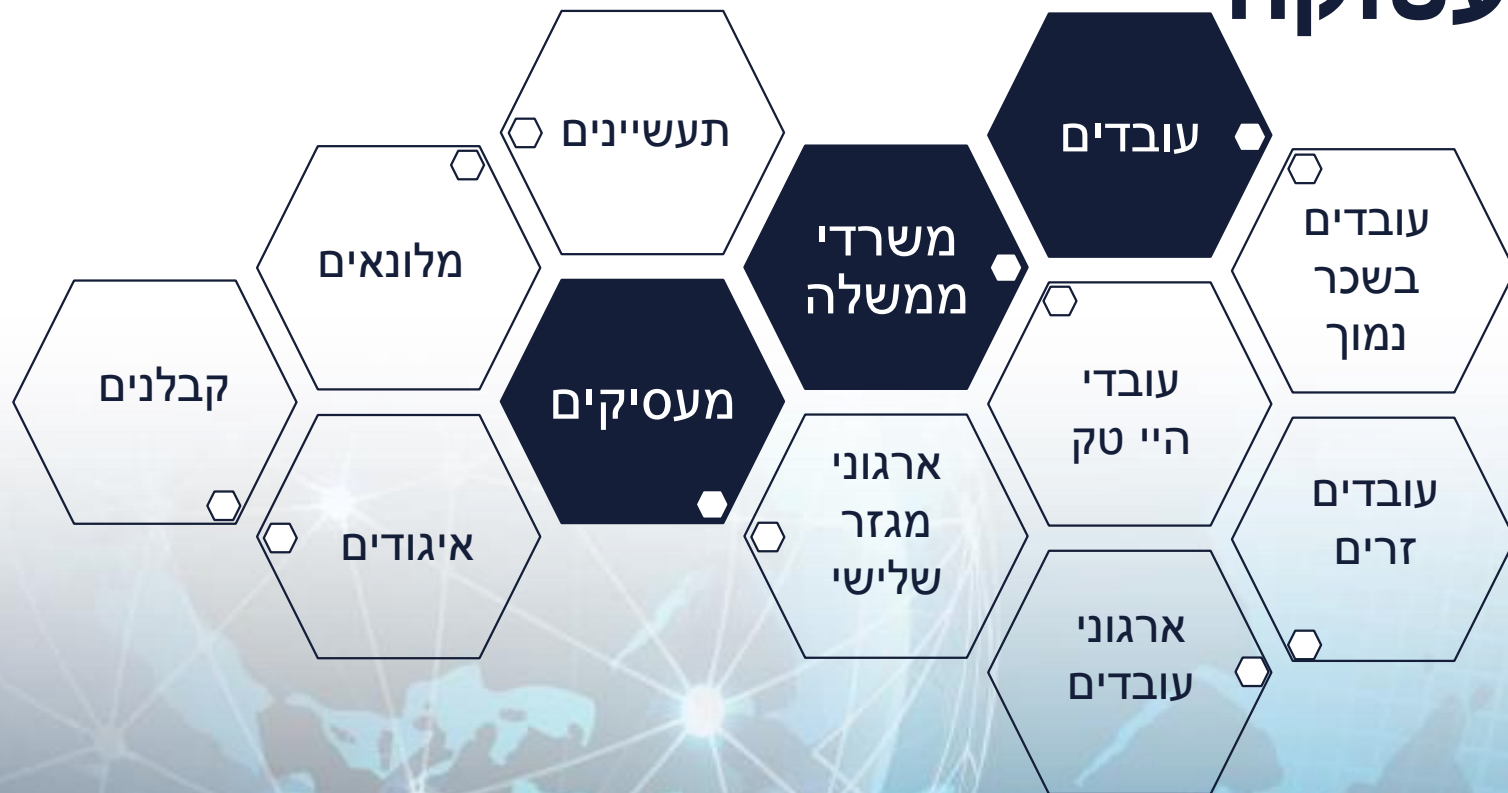 עובדים
תעשיינים
עובדים
בשכר
נמוך
משרדי
ממשלה
מלונאים
עובדי
היי טק
מעסיקים
קבלנים
עובדים
זרים
ארגוני
מגזר
שלישי
איגודים
ארגוני
עובדים